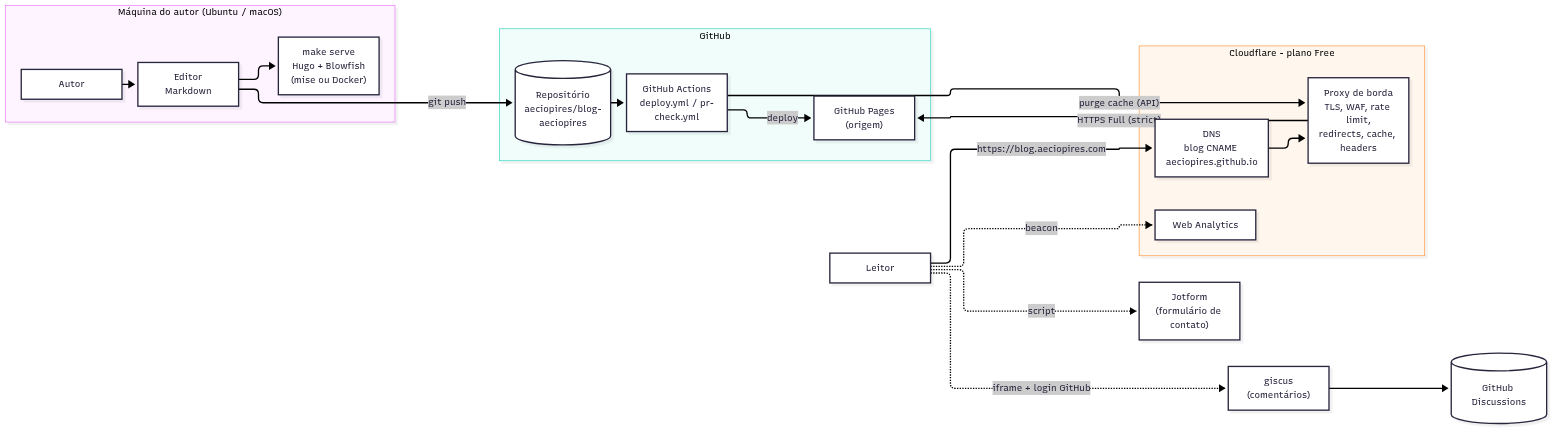 Máquina do autor (Ubuntu / macOS)
Autor
Editor
Markdown
make serve
Hugo + Blowfish
(mise ou Docker)
git push
GitHub
Repositório
aeciopires/blog-
aeciopires
GitHub Actions
deploy.yml / pr-
check.yml
deploy
GitHub Pages
(origem)
purge cache (API)
HTTPS Full (strict)
https://blog.aeciopires.com
Cloudflare - plano Free
Proxy de borda
TLS, WAF, rate
limit,
redirects, cache,
headers
DNS
blog CNAME
aeciopires.github.io
beacon
Web Analytics
Leitor
script
Jotform
(formulário de
contato)
iframe + login GitHub
giscus
(comentários)
GitHub
Discussions